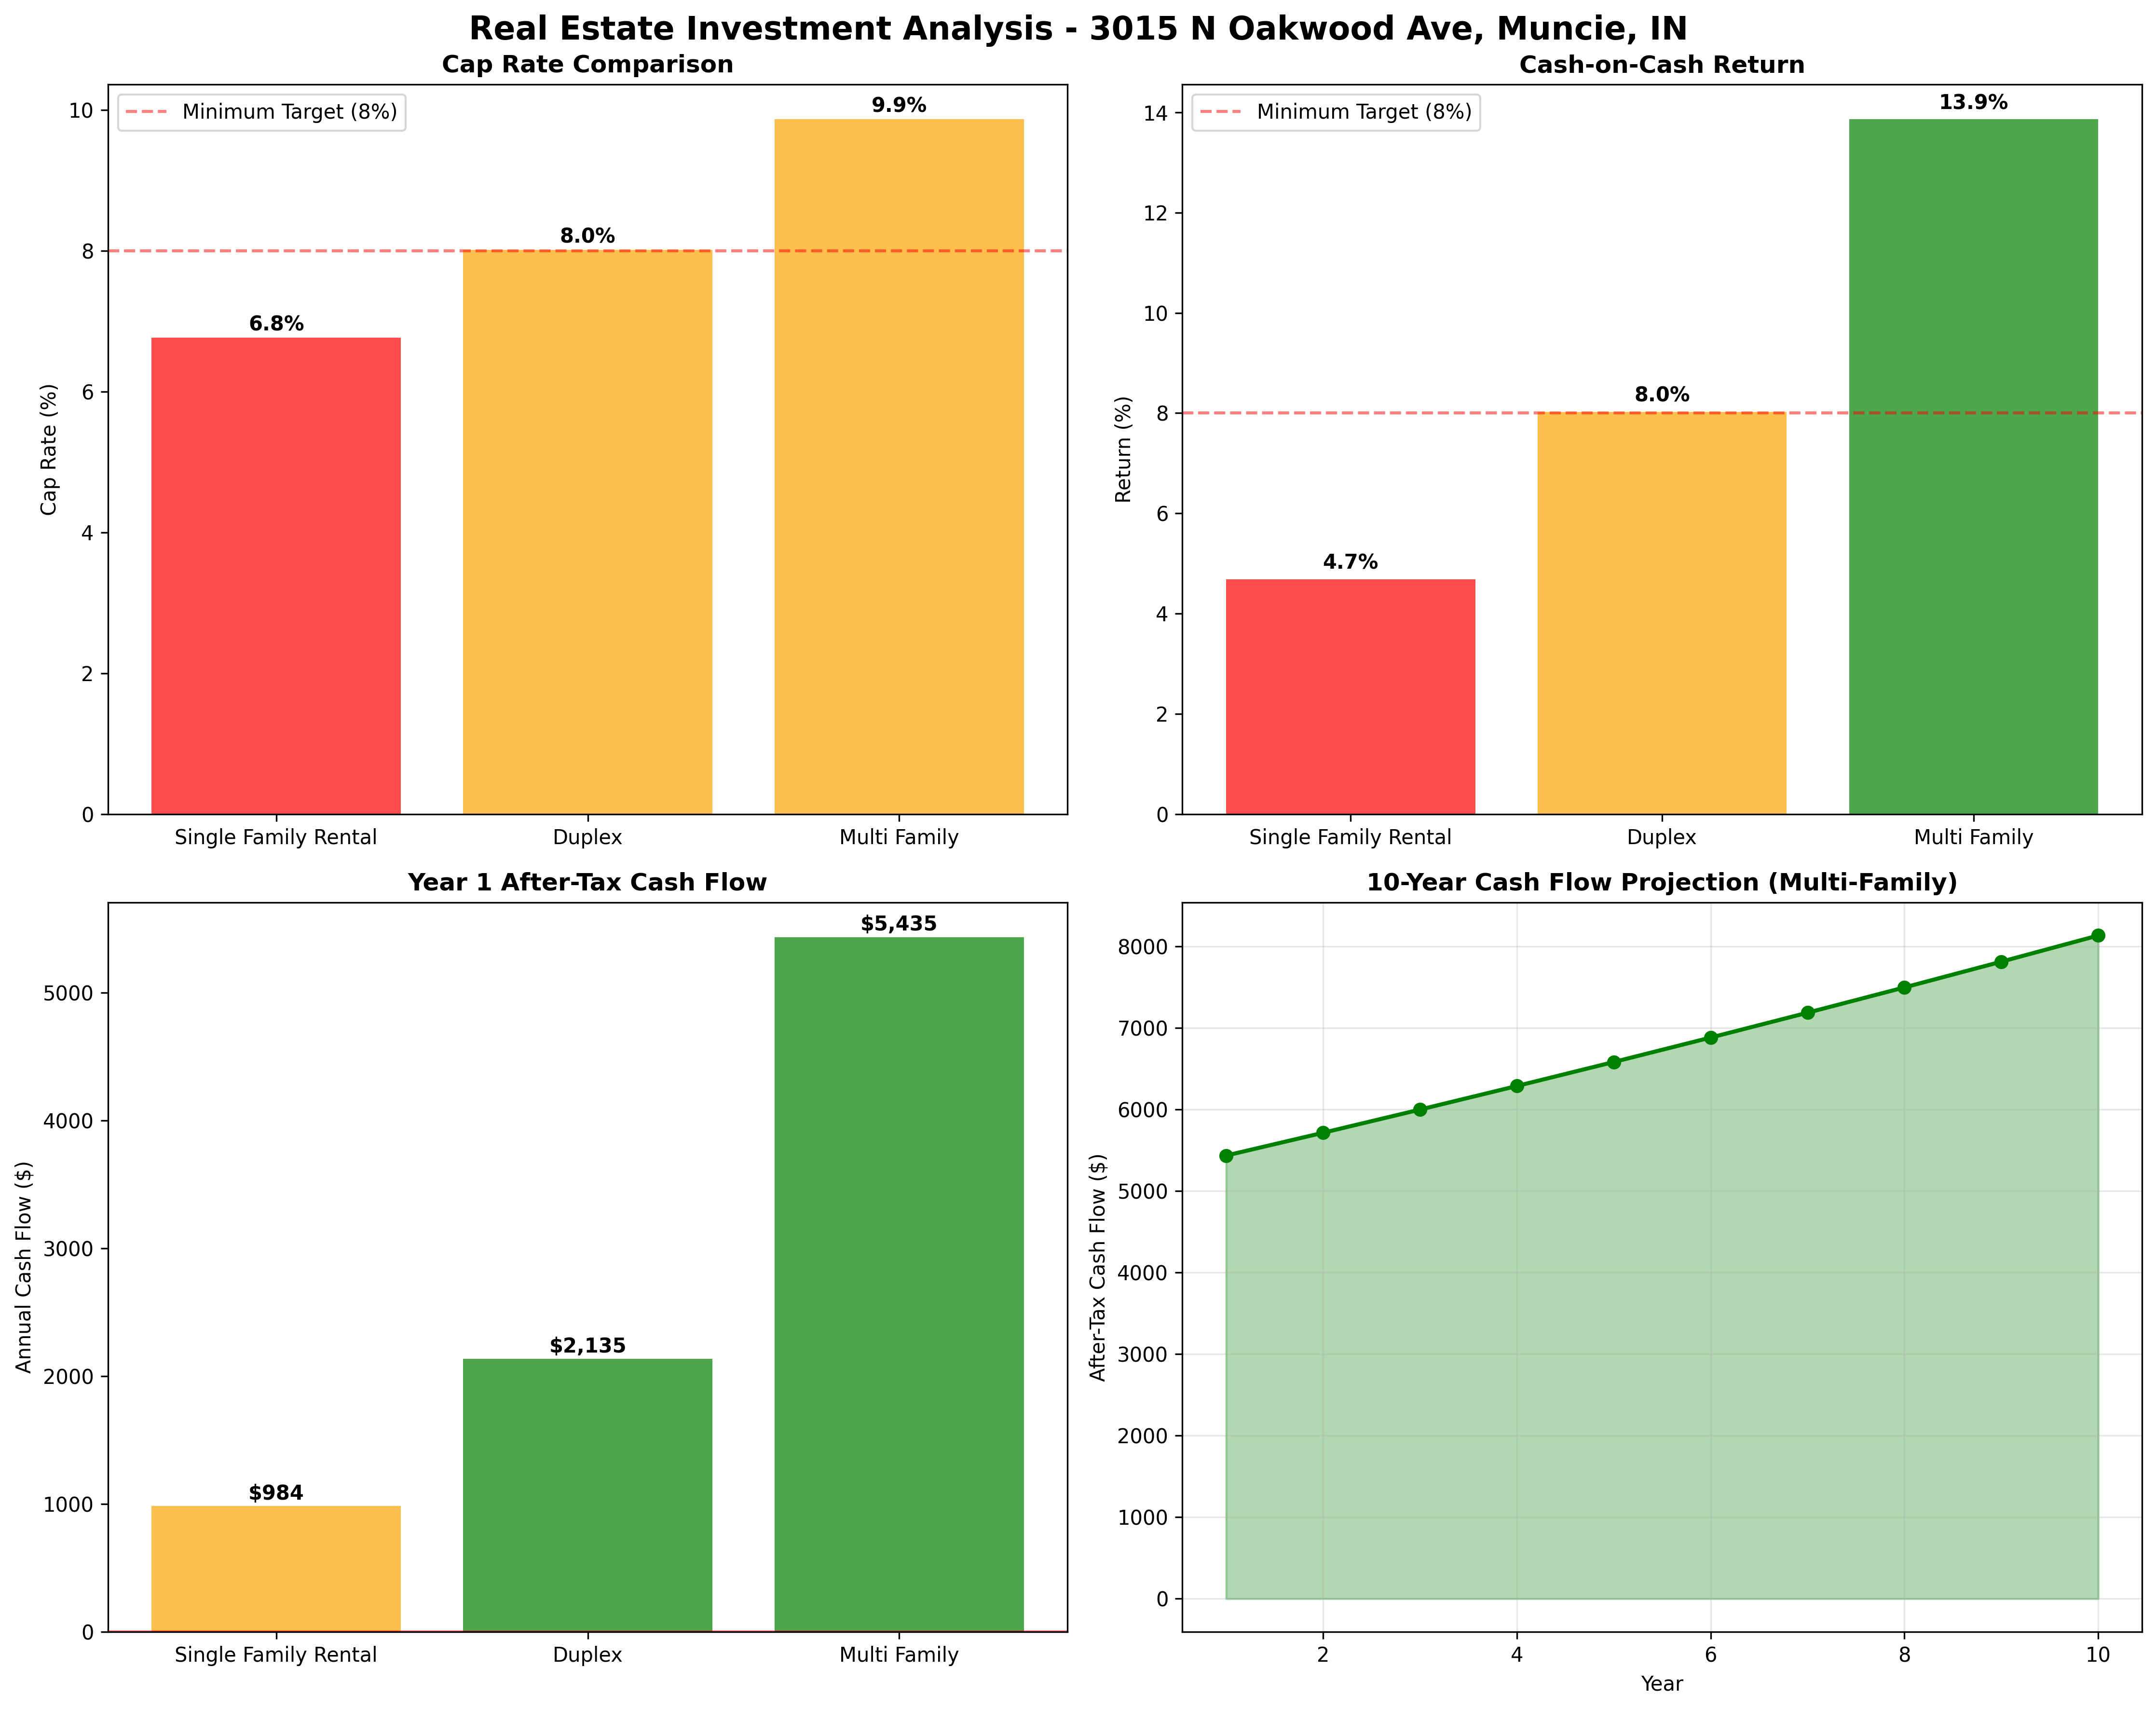 Real Estate Investment Analysis - 3015 N Oakwood Ave, Muncie, IN
Cap Rate Comparison
Minimum Target (8%)
Cap Rate (%)
10
8
6
4
2
0
6.8%
8.0%
9.9%
Single Family Rental
Duplex
Multi Family
Cash-on-Cash Return
Minimum Target (8%)
Return (%)
14
12
10
8
6
4
2
0
4.7%
8.0%
13.9%
Single Family Rental
Duplex
Multi Family
Year 1 After-Tax Cash Flow
Annual Cash Flow ($)
5000
4000
3000
2000
1000
0
$984
$2,135
$5,435
Single Family Rental
Duplex
Multi Family
10-Year Cash Flow Projection (Multi-Family)
After-Tax Cash Flow ($)
8000
7000
6000
5000
4000
3000
2000
1000
0
2
4
6
8
10
Year